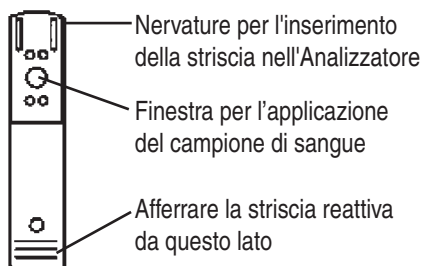 Nervature per l'inserimento
della striscia nell'Analizzatore
Finestra per l’applicazione
del campione di sangue
Afferrare la striscia reattiva
da questo lato